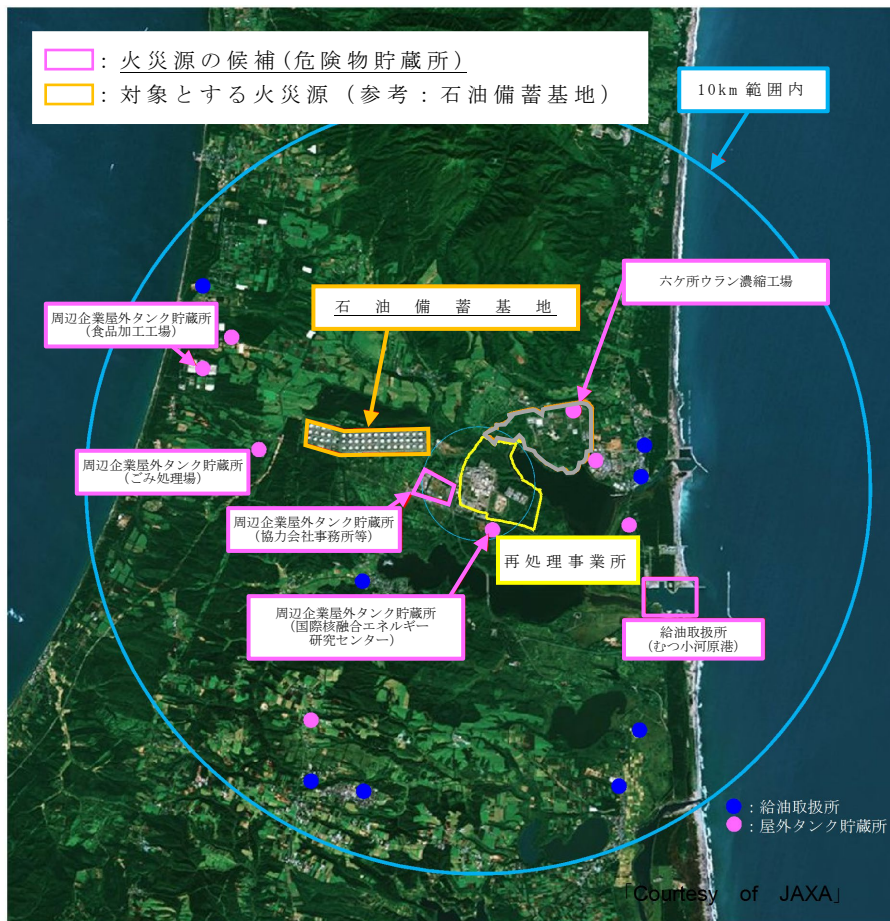 ：火災源の候補(危険物貯蔵所)
：対象とする火災源（参考：石油備蓄基地）
10km範囲内
六ケ所ウラン濃縮工場
石油備蓄基地
周辺企業屋外タンク貯蔵所
（食品加工工場）
周辺企業屋外タンク貯蔵所
（ごみ処理場）
周辺企業屋外タンク貯蔵所
（協力会社事務所等）
再処理事業所
周辺企業屋外タンク貯蔵所
（国際核融合エネルギー
研究センター）
給油取扱所
（むつ小河原港）
：給油取扱所
：屋外タンク貯蔵所
「Courtesy of JAXA」